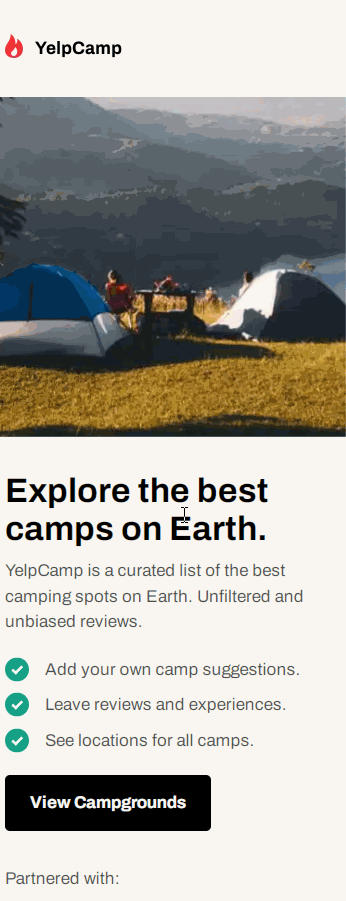 YelpCamp
Explore the best
camps on Earth.
YelpCamp is a curated list of the best
camping spots on Earth. Unfiltered and
unbiased reviews.
Add your own camp suggestions.
Leave reviews and experiences.
See locations for all camps.
View Campgrounds
Partnered with: